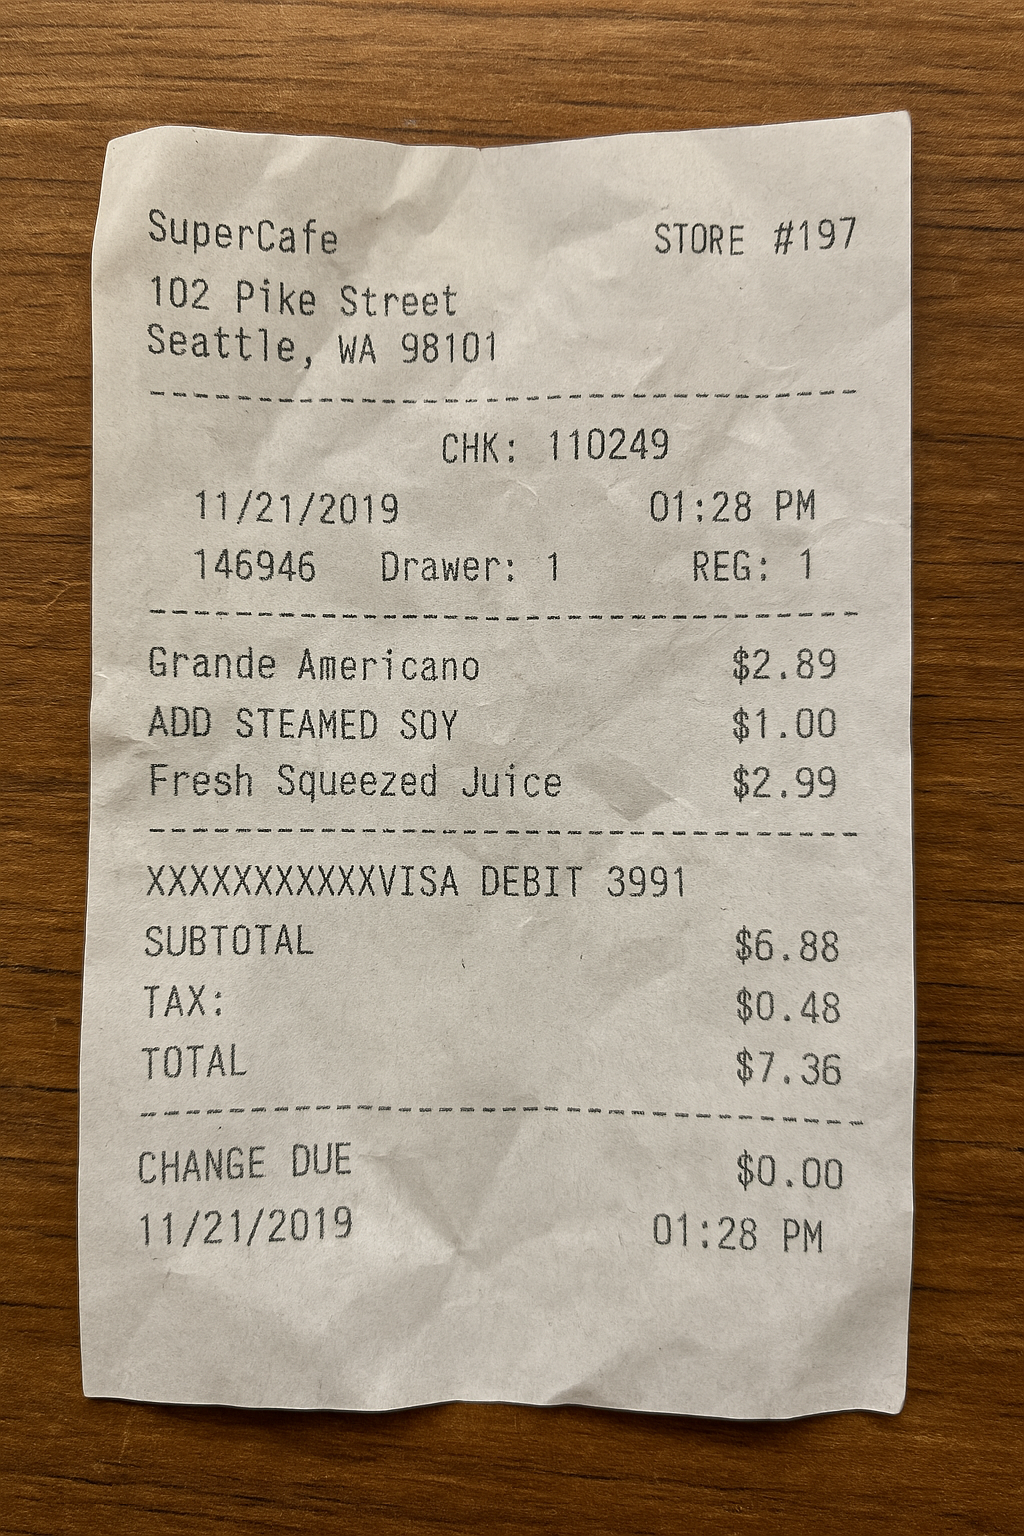 SuperCafe STORE #197
102 Pike Street
Seattle, WA 98101
CHK: 110249
11/21/2019 01:28 PM
146946 Drawer: 1 REG: 1
Grande Americano $2.89
ADD STEAMED SOY $1.00
Fresh Squeezed Juice $2.99
XXXXXXXXXXXVISA DEBIT 3991
SUBTOTAL $6.88
TAX: $0.48
TOTAL $7.36
CHANGE DUE $0.00
11/21/2019 01:28 PM